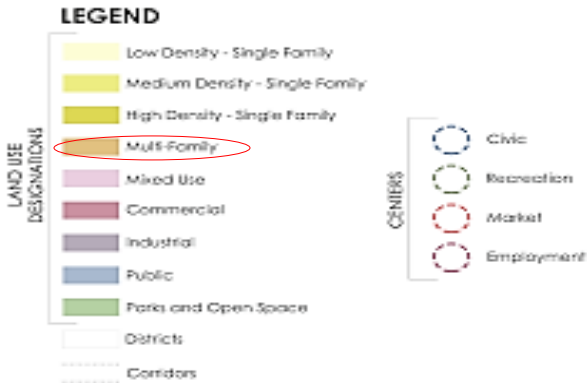 LEGEND
LAND USE
DESIGNATIONS
Low Density - Single Family
Medium Density - Single Family
High Density - Single Family
Multi-Family
Mixed Use
Commercial
Industrial
Public
Parks and Open Space
Districts
Corridors
CENTERS
Civic
Recreation
Market
Employment